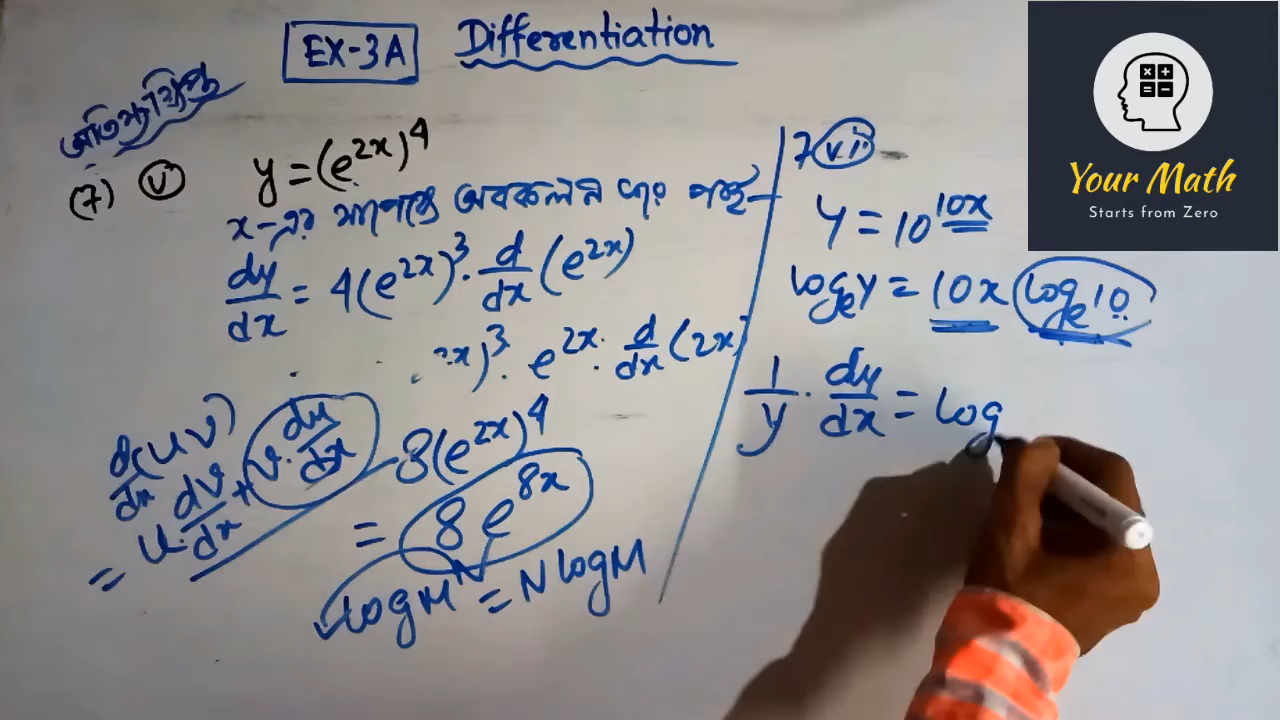 EX-3A Differentiation
অতিসংক্ষিপ্ত
(7) (v) y = (e^2x)^4
x-এর সাপেক্ষে অবকলন করে পাই-
dy/dx = 4(e^2x)^3 · d/dx (e^2x)
2x)^3 · e^2x · d/dx (2x)
8(e^2x)^4
= 8e^8x
d/dx (uv)
= u · dv/dx + v · du/dx
log M^N = N log M
7 (vi) -
y = 10^10x
log_e y = 10x log_e 10
1/y · dy/dx = log
Your Math
Starts from Zero